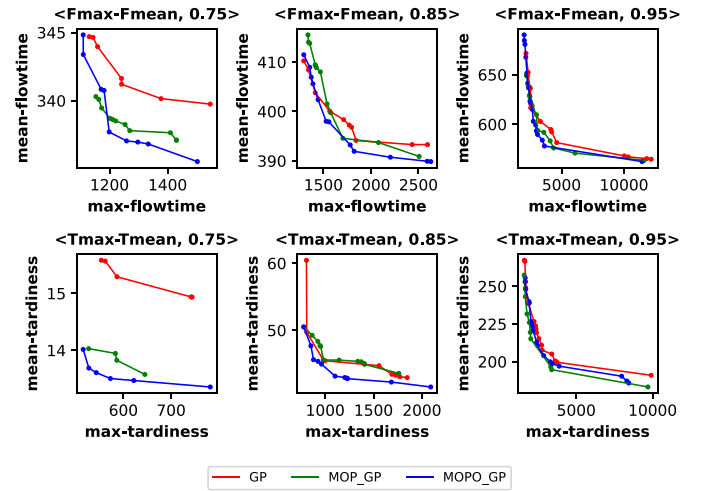 <Fmax-Fmean, 0.75> <Fmax-Fmean, 0.85> <Fmax-Fmean, 0.95>
345
340
mean-flowtime
1200 1400
max-flowtime
410
400
390
mean-flowtime
1500 2000 2500
max-flowtime
650
600
mean-flowtime
5000 10000
max-flowtime
<Tmax-Tmean, 0.75> <Tmax-Tmean, 0.85> <Tmax-Tmean, 0.95>
15
14
mean-tardiness
600 700
max-tardiness
60
50
mean-tardiness
1000 1500 2000
max-tardiness
250
225
200
mean-tardiness
5000 10000
max-tardiness
GP MOP_GP MOPO_GP